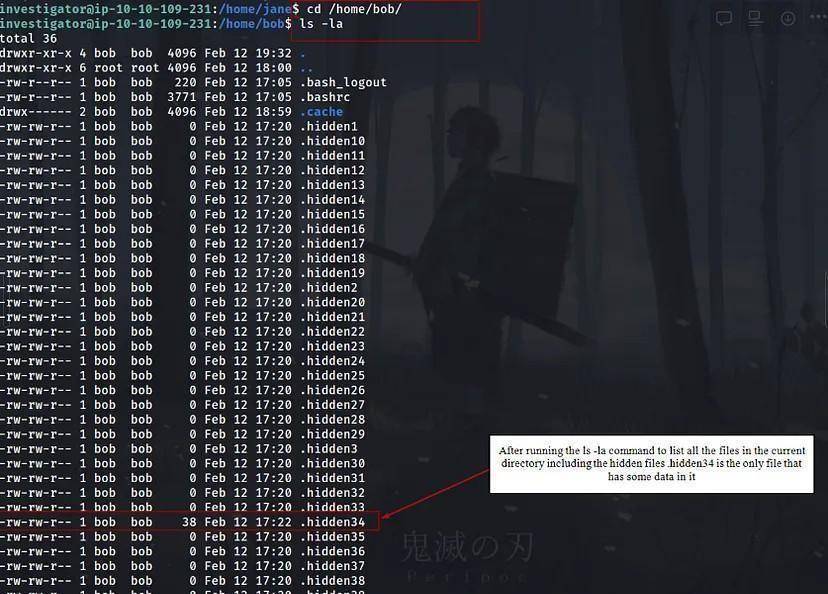 investigator@ip-10-10-109-231:/home/jane$ cd /home/bob/
investigator@ip-10-10-109-231:/home/bob$ ls -la
total 36
drwxr-xr-x 4 bob bob 4096 Feb 12 19:32 .
drwxr-xr-x 6 root root 4096 Feb 12 18:00 ..
-rw-r--r-- 1 bob bob 220 Feb 12 17:05 .bash_logout
-rw-r--r-- 1 bob bob 3771 Feb 12 17:05 .bashrc
drwx------ 2 bob bob 4096 Feb 12 18:59 .cache
-rw-rw-r-- 1 bob bob 0 Feb 12 17:20 .hidden1
-rw-rw-r-- 1 bob bob 0 Feb 12 17:20 .hidden10
-rw-rw-r-- 1 bob bob 0 Feb 12 17:20 .hidden11
-rw-rw-r-- 1 bob bob 0 Feb 12 17:20 .hidden12
-rw-rw-r-- 1 bob bob 0 Feb 12 17:20 .hidden13
-rw-rw-r-- 1 bob bob 0 Feb 12 17:20 .hidden14
-rw-rw-r-- 1 bob bob 0 Feb 12 17:20 .hidden15
-rw-rw-r-- 1 bob bob 0 Feb 12 17:20 .hidden16
-rw-rw-r-- 1 bob bob 0 Feb 12 17:20 .hidden17
-rw-rw-r-- 1 bob bob 0 Feb 12 17:20 .hidden18
-rw-rw-r-- 1 bob bob 0 Feb 12 17:20 .hidden19
-rw-rw-r-- 1 bob bob 0 Feb 12 17:20 .hidden2
-rw-rw-r-- 1 bob bob 0 Feb 12 17:20 .hidden20
-rw-rw-r-- 1 bob bob 0 Feb 12 17:20 .hidden21
-rw-rw-r-- 1 bob bob 0 Feb 12 17:20 .hidden22
-rw-rw-r-- 1 bob bob 0 Feb 12 17:20 .hidden23
-rw-rw-r-- 1 bob bob 0 Feb 12 17:20 .hidden24
-rw-rw-r-- 1 bob bob 0 Feb 12 17:20 .hidden25
-rw-rw-r-- 1 bob bob 0 Feb 12 17:20 .hidden26
-rw-rw-r-- 1 bob bob 0 Feb 12 17:20 .hidden27
-rw-rw-r-- 1 bob bob 0 Feb 12 17:20 .hidden28
-rw-rw-r-- 1 bob bob 0 Feb 12 17:20 .hidden29
-rw-rw-r-- 1 bob bob 0 Feb 12 17:20 .hidden3
-rw-rw-r-- 1 bob bob 0 Feb 12 17:20 .hidden30
-rw-rw-r-- 1 bob bob 0 Feb 12 17:20 .hidden31
-rw-rw-r-- 1 bob bob 0 Feb 12 17:20 .hidden32
-rw-rw-r-- 1 bob bob 0 Feb 12 17:20 .hidden33
-rw-rw-r-- 1 bob bob 38 Feb 12 17:22 .hidden34
-rw-rw-r-- 1 bob bob 0 Feb 12 17:20 .hidden35
-rw-rw-r-- 1 bob bob 0 Feb 12 17:20 .hidden36
-rw-rw-r-- 1 bob bob 0 Feb 12 17:20 .hidden37
-rw-rw-r-- 1 bob bob 0 Feb 12 17:20 .hidden38
After running the ls -la command to list all the files in the current
directory including the hidden files .hidden34 is the only file that
has some data in it
鬼滅の刃